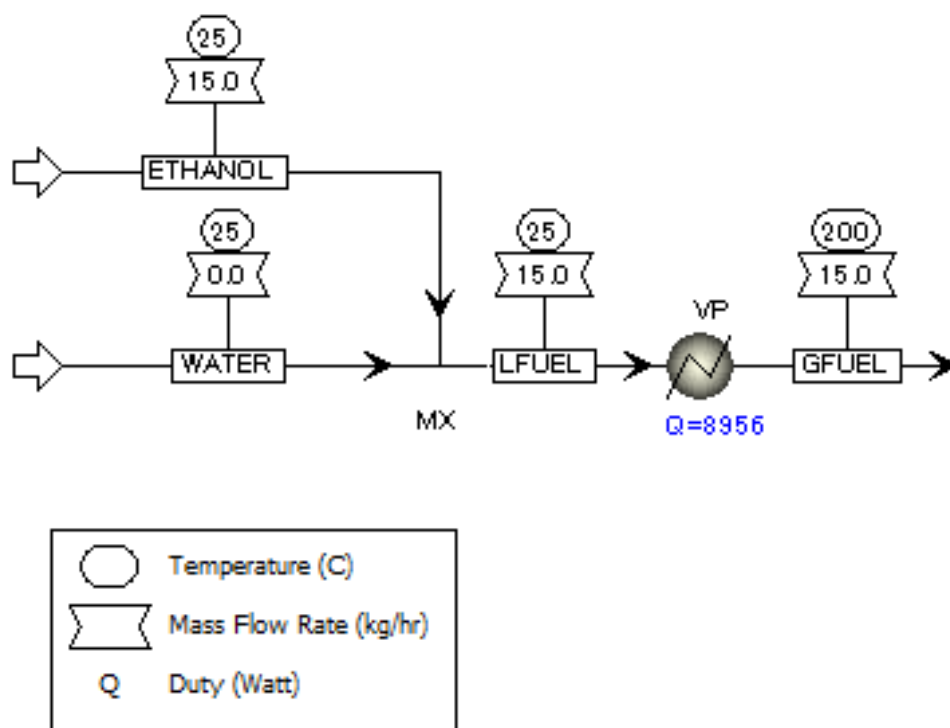 25
15.0
ETHANOL
25
0.0
WATER
MX
25
15.0
LFUEL
VP
Q=8956
200
15.0
GFUEL
Temperature (C)
Mass Flow Rate (kg/hr)
Q Duty (Watt)